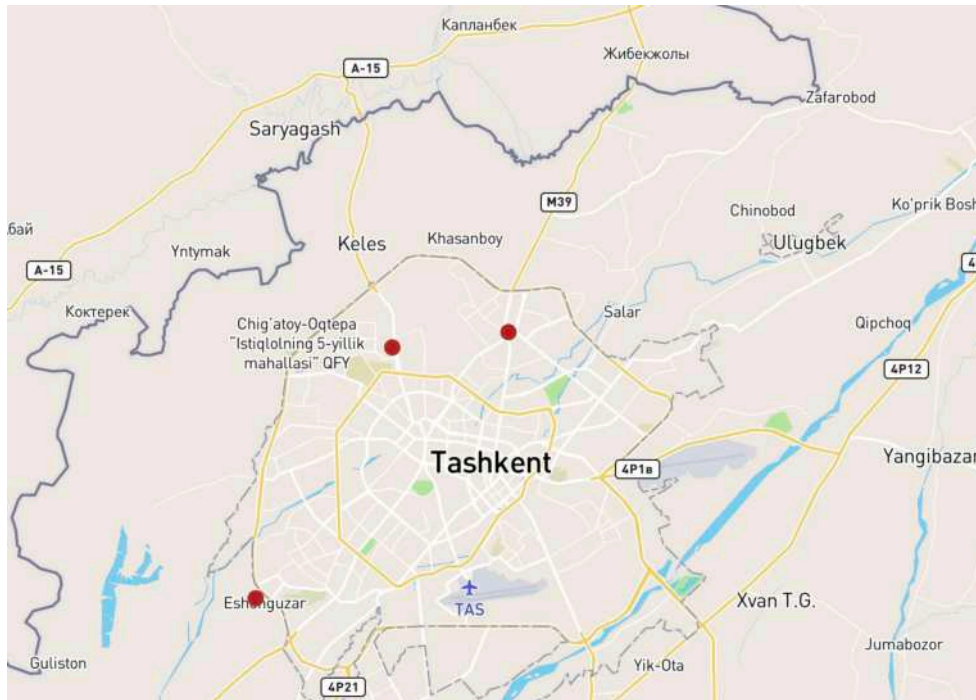 Капланбек
Жибекжолы
A-15
Zafarobod
Saryagash
M39
Chinobod
Ko'prik Bosh
бай
Keles
Khasanboy
Ulugbek
Yntymak
A-15
4
Коктерек
Salar
Qipchoq
Chig'atoy-Oqtepa
"Istiqlolning 5-yillik
mahallasi" QFY
4P12
Tashkent
4P1в
Yangibazar
Eshonguzar
TAS
Xvan T.G.
Guliston
Yik-Ota
Jumabozor
4P21